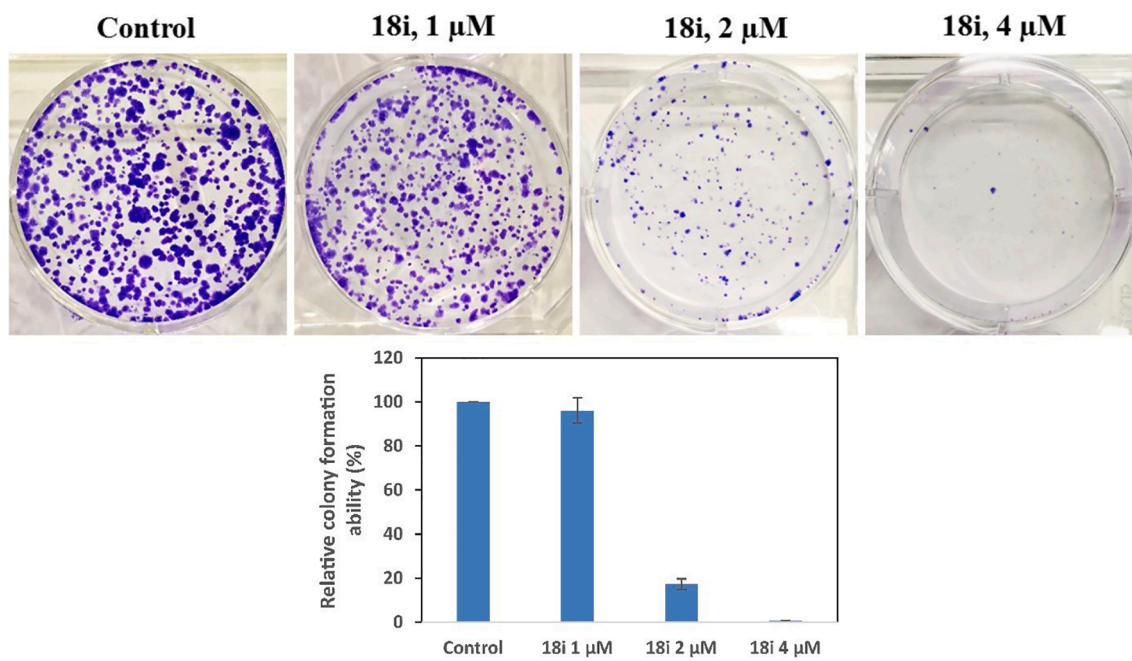 Control
18i, 1 µM
18i, 2 µM
18i, 4 µM
120
100
80
60
40
20
0
Relative colony formation
ability (%)
Control
18i 1 µM
18i 2 µM
18i 4 µM